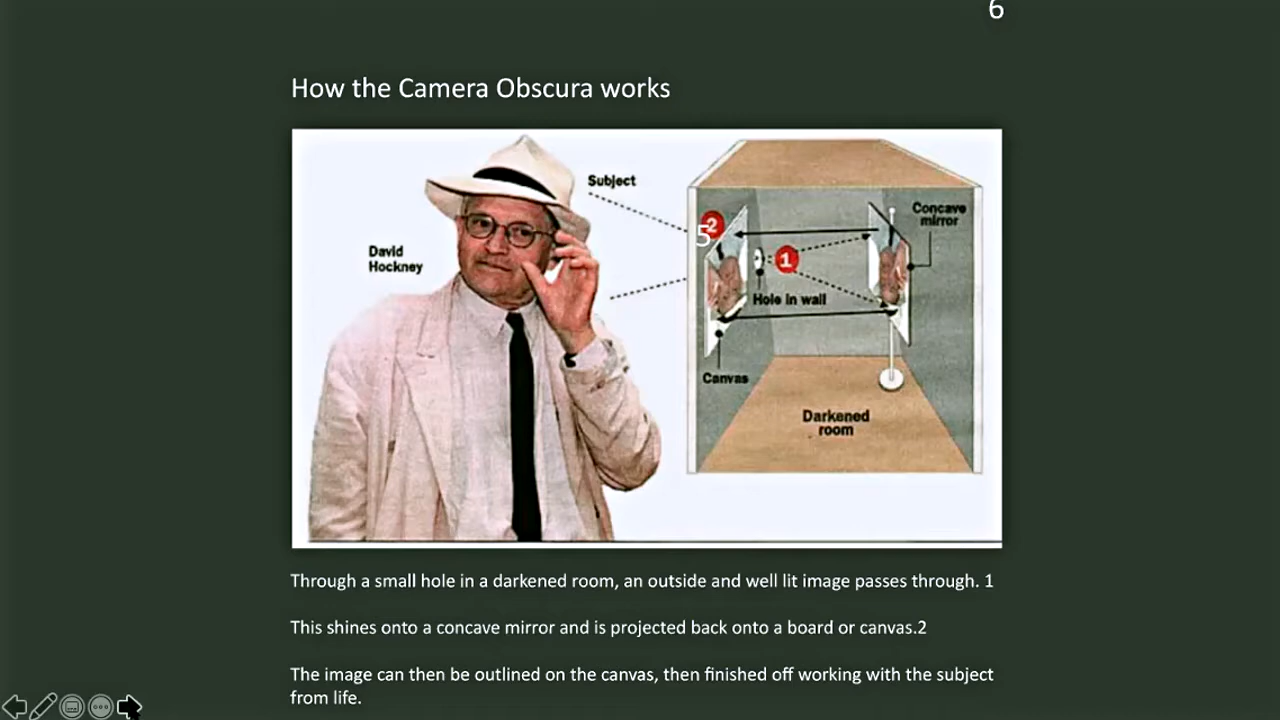 6
How the Camera Obscura works
Subject
David
Hockney
Concave
mirror
2
5
1
Hole in wall
Canvas
Darkened
room
Through a small hole in a darkened room, an outside and well lit image passes through. 1
This shines onto a concave mirror and is projected back onto a board or canvas.2
The image can then be outlined on the canvas, then finished off working with the subject
from life.